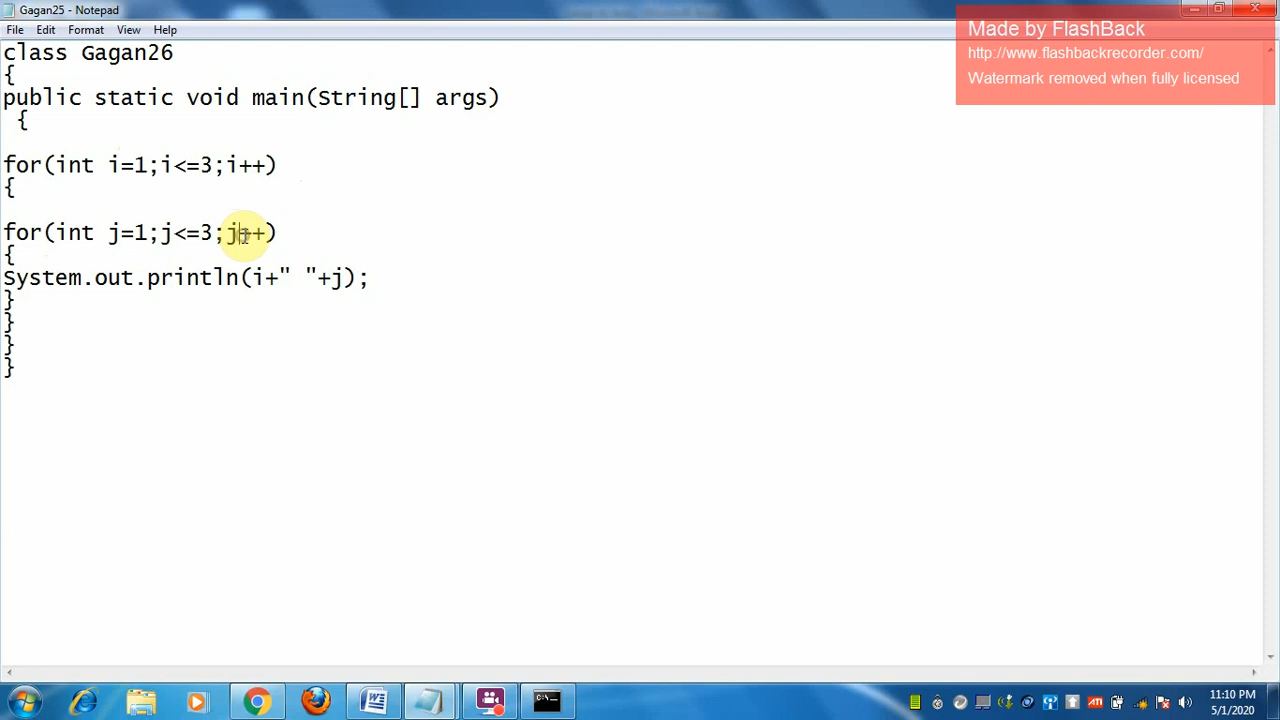 Gagan25 - Notepad
File Edit Format View Help
Made by FlashBack
http://www.flashbackrecorder.com/
Watermark removed when fully licensed
class Gagan26
{
public static void main(String[] args)
{
for(int i=1;i<=3;i++)
{
for(int j=1;j<=3;j++)
{
System.out.println(i+" "+j);
}
}
}
}
11:10 PM
5/1/2020